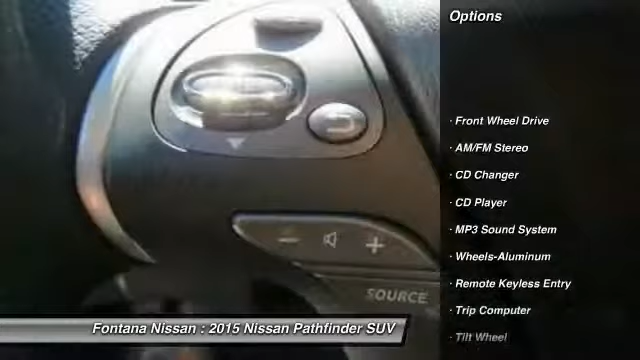 Options
· Front Wheel Drive
· AM/FM Stereo
· CD Changer
· CD Player
· MP3 Sound System
· Wheels-Aluminum
· Remote Keyless Entry
· Trip Computer
· Tilt Wheel
SOURCE
Fontana Nissan : 2015 Nissan Pathfinder SUV